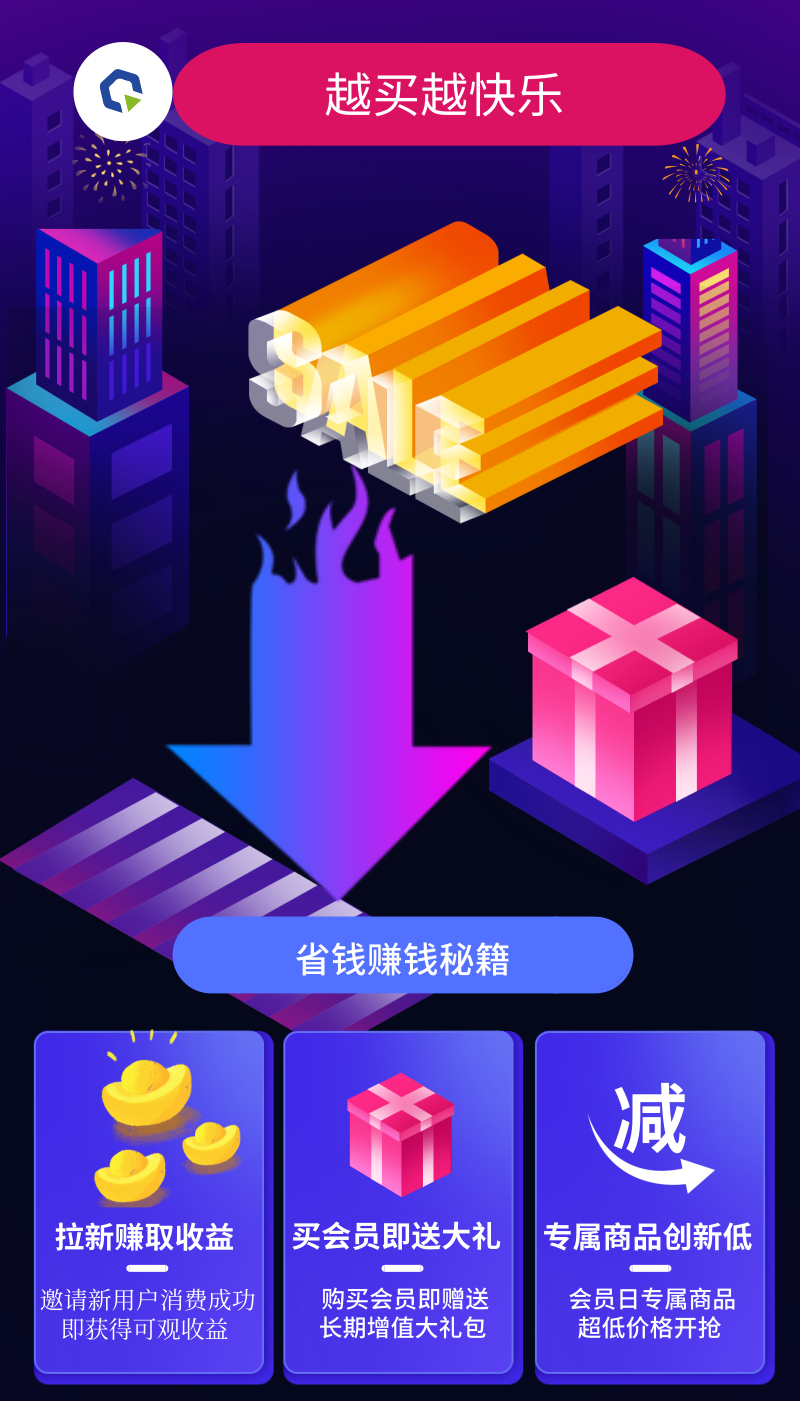 越买越快乐
SALE
省钱赚钱秘籍
减
拉新赚取收益
买会员即送大礼
专属商品创新低
邀请新用户消费成功
即获得可观收益
购买会员即赠送
长期增值大礼包
会员日专属商品
超低价格开抢